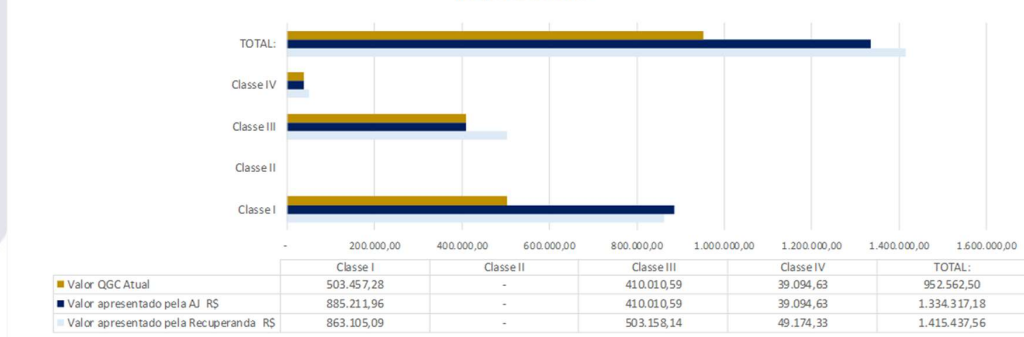 TOTAL:
Classe IV
Classe III
Classe II
Classe I
- 200.000,00 400.000,00 600.000,00 800.000,00 1.000.000,00 1.200.000,00 1.400.000,00 1.600.000,00
Classe I Classe II Classe III Classe IV TOTAL:
Valor QGC Atual 503.457,28 - 410.010,59 39.094,63 952.562,50
Valor apresentado pela AJ R$ 885.211,96 - 410.010,59 39.094,63 1.334.317,18
Valor apresentado pela Recuperanda R$ 863.105,09 - 503.158,14 49.174,33 1.415.437,56